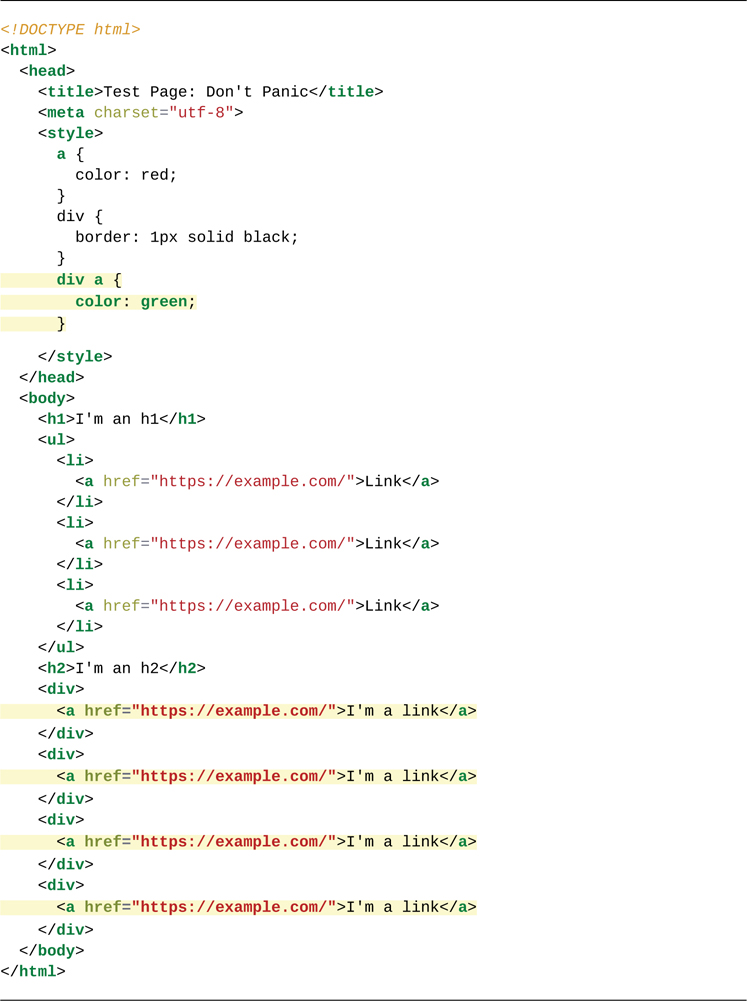 <!DOCTYPE html>
<html>
  <head>
    <title>Test Page: Don't Panic</title>
    <meta charset="utf-8">
    <style>
      a {
        color: red;
      }
      div {
        border: 1px solid black;
      }
      div a {
        color: green;
      }
    </style>
  </head>
  <body>
    <h1>I'm an h1</h1>
    <ul>
      <li>
        <a href="https://example.com/">Link</a>
      </li>
      <li>
        <a href="https://example.com/">Link</a>
      </li>
      <li>
        <a href="https://example.com/">Link</a>
      </li>
    </ul>
    <h2>I'm an h2</h2>
    <div>
      <a href="https://example.com/">I'm a link</a>
    </div>
    <div>
      <a href="https://example.com/">I'm a link</a>
    </div>
    <div>
      <a href="https://example.com/">I'm a link</a>
    </div>
    <div>
      <a href="https://example.com/">I'm a link</a>
    </div>
  </body>
</html>